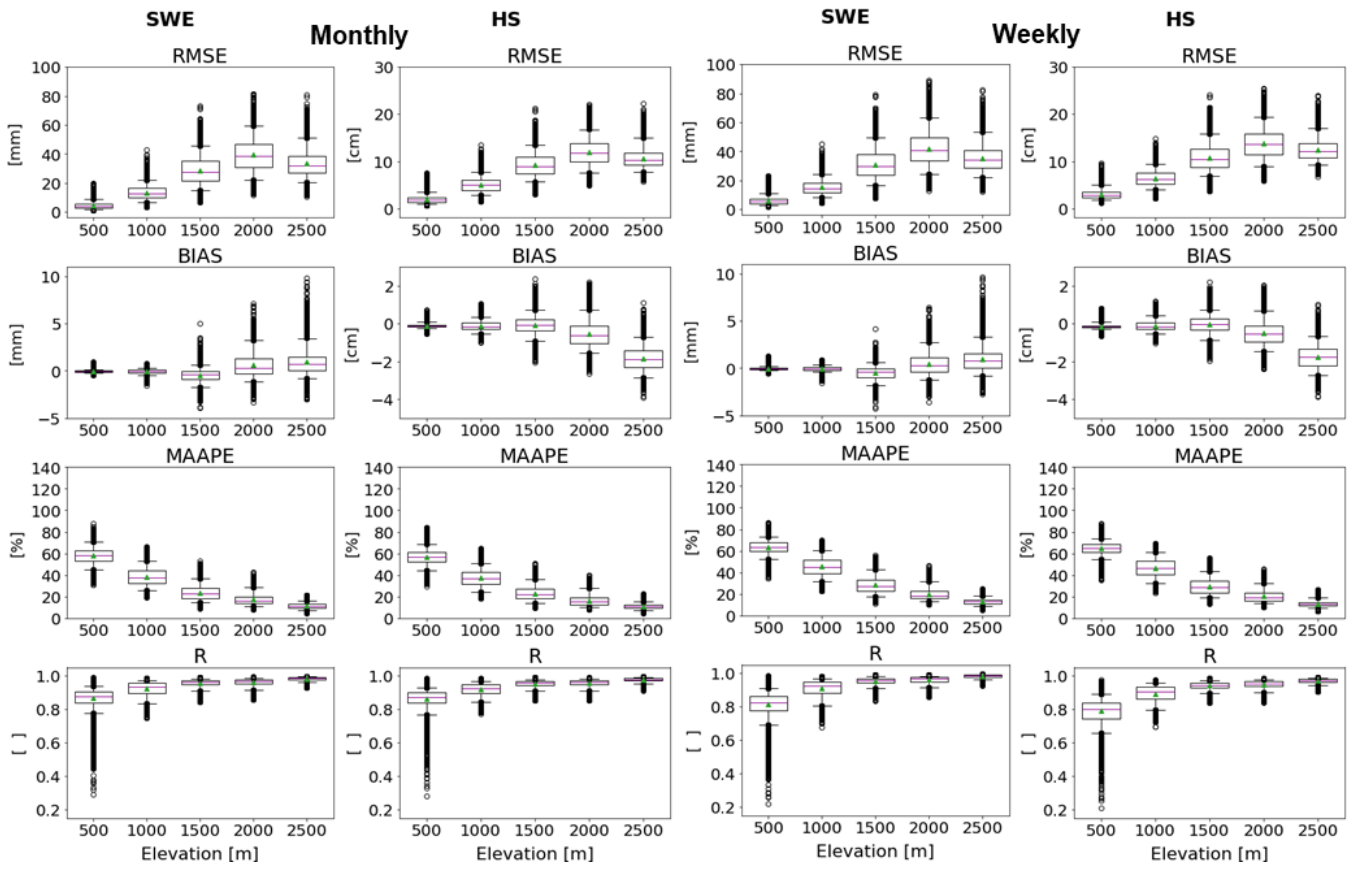 SWE HS SWE HS
Monthly Weekly
RMSE RMSE RMSE RMSE
100 30 100 30
80 80
60 20 60 20
[mm] [cm] [mm] [cm]
40 10 40 10
20 20
0 0 0 0
500 1000 1500 2000 2500 500 1000 1500 2000 2500 500 1000 1500 2000 2500 500 1000 1500 2000 2500
BIAS BIAS BIAS BIAS
10 2 10 2
5 0 5 0
[mm] [cm] [mm] [cm]
0 −2 0 −2
−5 −4 −5 −4
500 1000 1500 2000 2500 500 1000 1500 2000 2500 500 1000 1500 2000 2500 500 1000 1500 2000 2500
MAAPE MAAPE MAAPE MAAPE
140 140 140 140
120 120 120 120
100 100 100 100
80 80 80 80
[%] [%] [%] [%]
60 60 60 60
40 40 40 40
20 20 20 20
0 0 0 0
500 1000 1500 2000 2500 500 1000 1500 2000 2500 500 1000 1500 2000 2500 500 1000 1500 2000 2500
R R R R
1.0 1.0 1.0 1.0
0.8 0.8 0.8 0.8
0.6 0.6 0.6 0.6
[ ] [ ] [ ] [ ]
0.4 0.4 0.4 0.4
0.2 0.2 0.2 0.2
500 1000 1500 2000 2500 500 1000 1500 2000 2500 500 1000 1500 2000 2500 500 1000 1500 2000 2500
Elevation [m] Elevation [m] Elevation [m] Elevation [m]